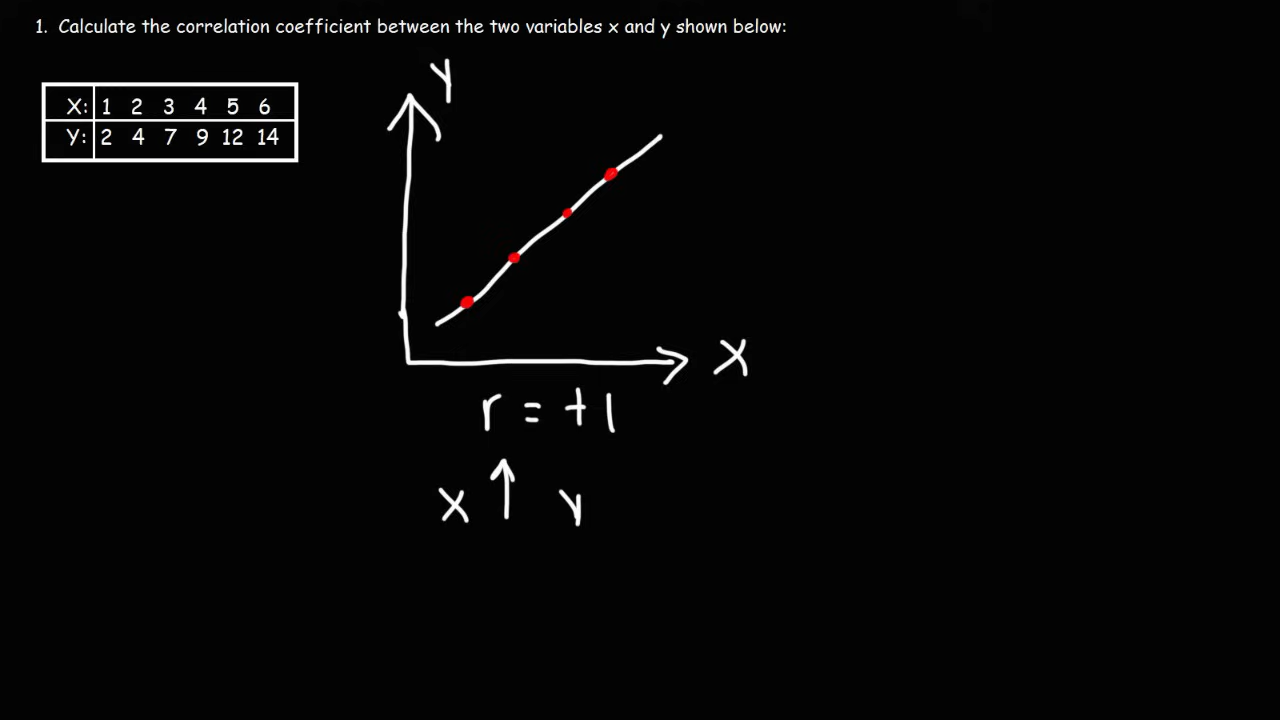 1. Calculate the correlation coefficient between the two variables x and y shown below:
X: 1 2 3 4 5 6
Y: 2 4 7 9 12 14
Y
X
r = +1
x ↑ y